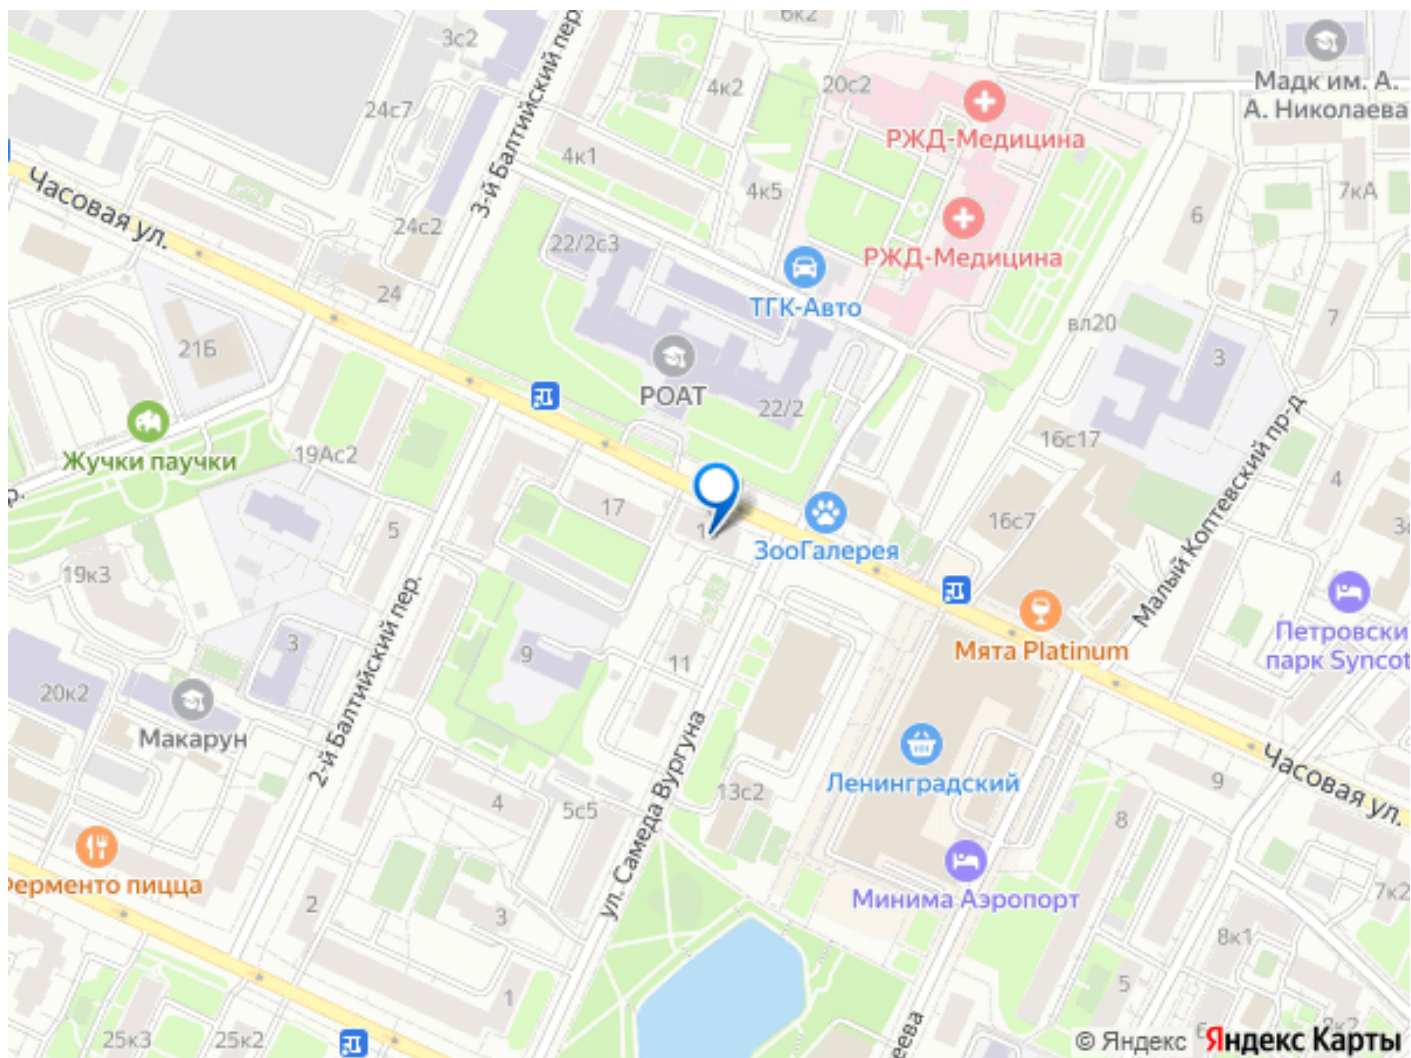 6к2
3с2
3-й Балтийский пер.
4к2
20с2
24с7
РЖД-Медицина
Мадк им. А.
А. Николаева
4к1
4к5
7кА
6
Часовая ул.
24с2
22/2с3
РЖД-Медицина
24
ТГК-Авто
вл20
7
21Б
3
РОАТ
22/2
16с17
Жучки паучки
19Ас2
Малый Коптевский пр-д
4
17
5
16с7
ЗооГалерея
19к3
2-й Балтийский пер.
3
9
11
Мята Platinum
Петровски
парк Syncot
20к2
Макарун
ул. Самеда Вургуна
Ленинградский
Часовая ул.
9
13с2
4
5с5
8
Ферменто пицца
Минима Аэропорт
7к2
2
3
8к1
5
1
25к3
25к2
еева
© Яндекс Яндекс Карты